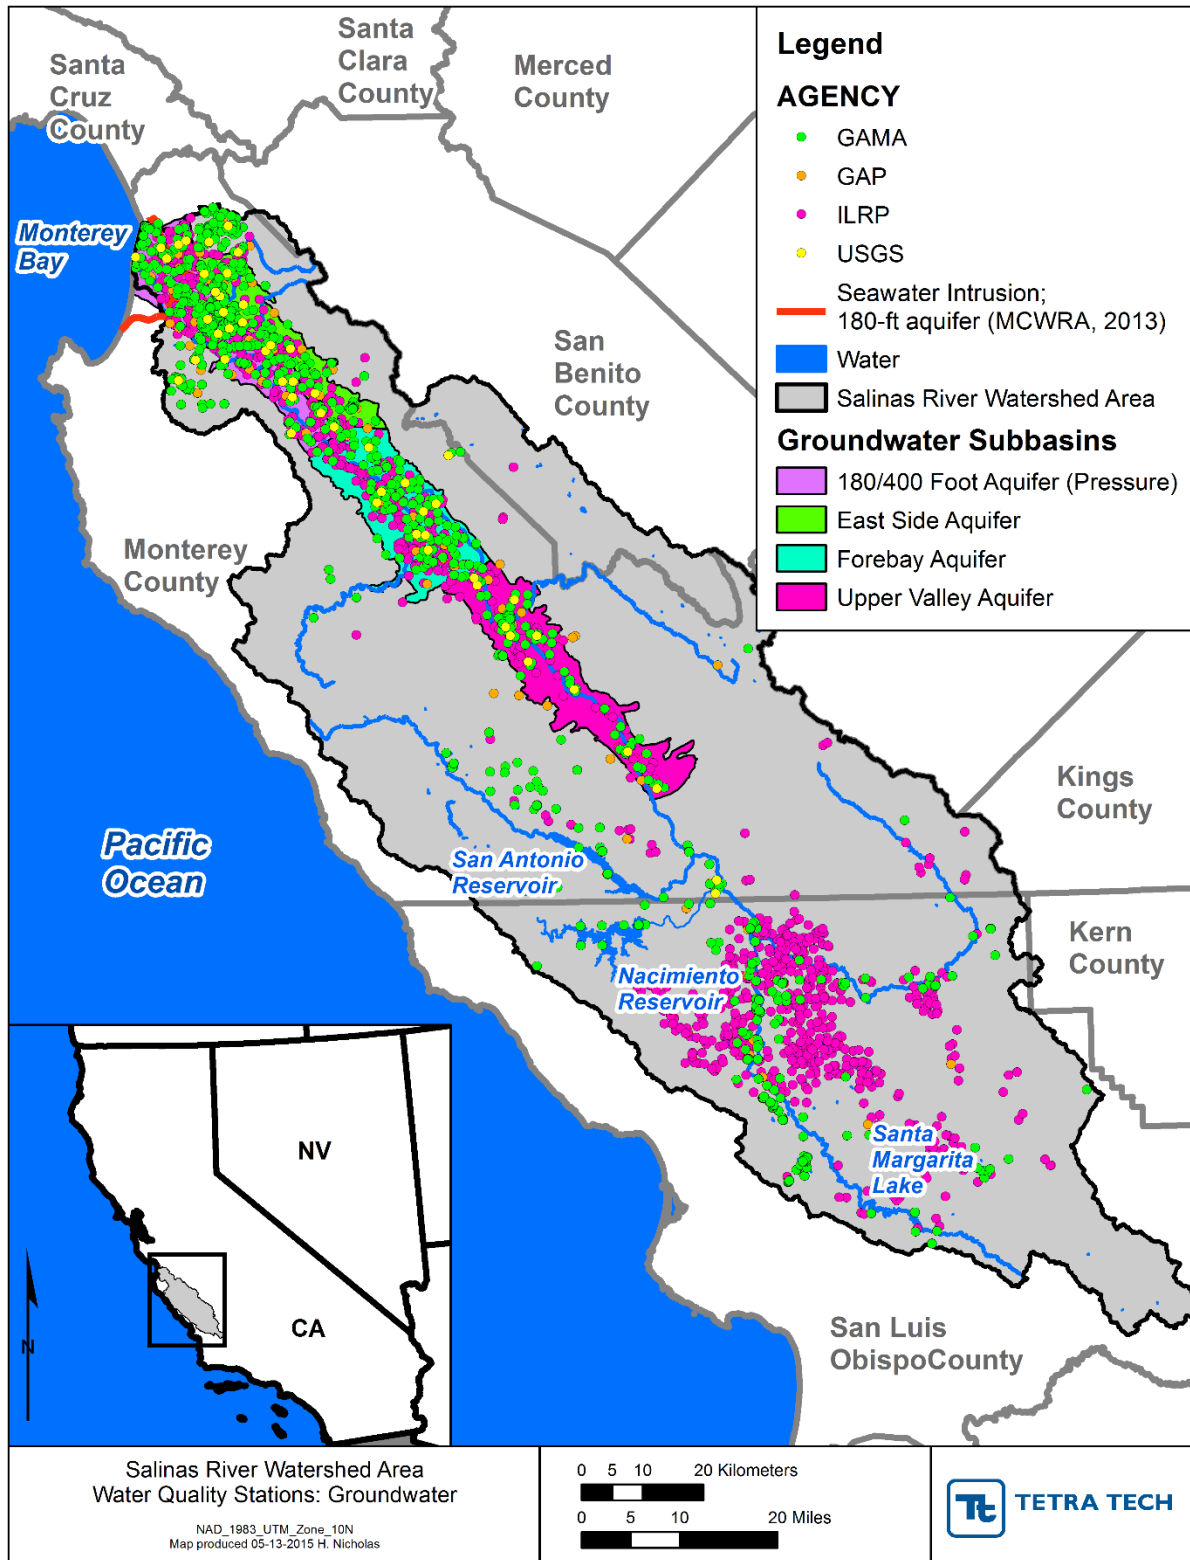 Santa
Cruz
County
Santa
Clara
County
Merced
County
Monterey
Bay
San
Benito
County
Monterey
County
Pacific
Ocean
San Antonio
Reservoir
Nacimiento
Reservoir
Kings
County
Kern
County
Santa
Margarita
Lake
San Luis
ObispoCounty
Legend
AGENCY
GAMA
GAP
ILRP
USGS
Seawater Intrusion;
180-ft aquifer (MCWRA, 2013)
Water
Salinas River Watershed Area
Groundwater Subbasins
180/400 Foot Aquifer (Pressure)
East Side Aquifer
Forebay Aquifer
Upper Valley Aquifer
NV
CA
N
Salinas River Watershed Area
Water Quality Stations: Groundwater
NAD_1983_UTM_Zone_10N
Map produced 05-13-2015 H. Nicholas
0 5 10 20 Kilometers
0 5 10 20 Miles
Tt TETRA TECH